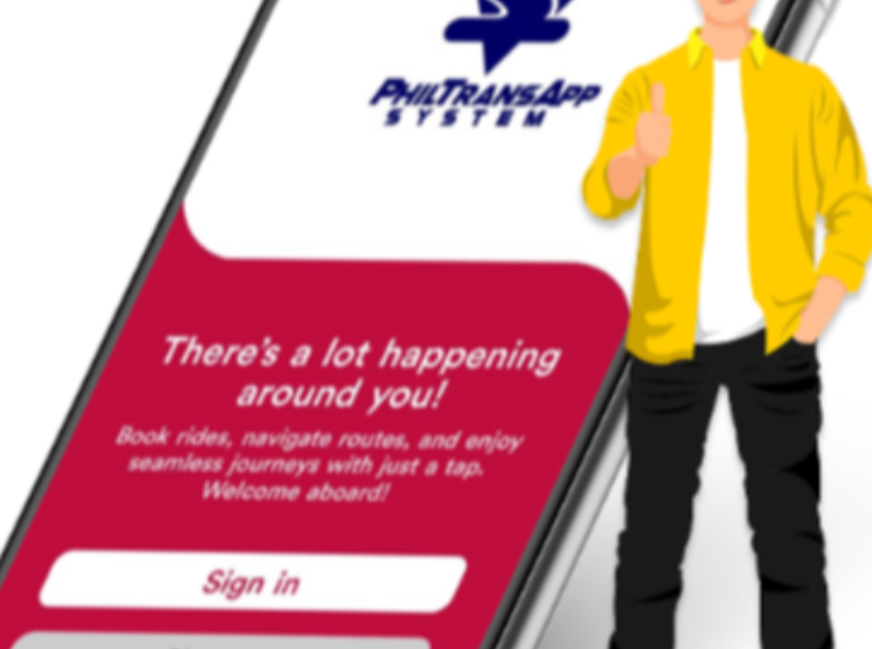 PHILTRANSAPP
SYSTEM
There's a lot happening
around you!
Book rides, navigate routes, and enjoy
seamless journeys with just a tap.
Welcome aboard!
Sign in